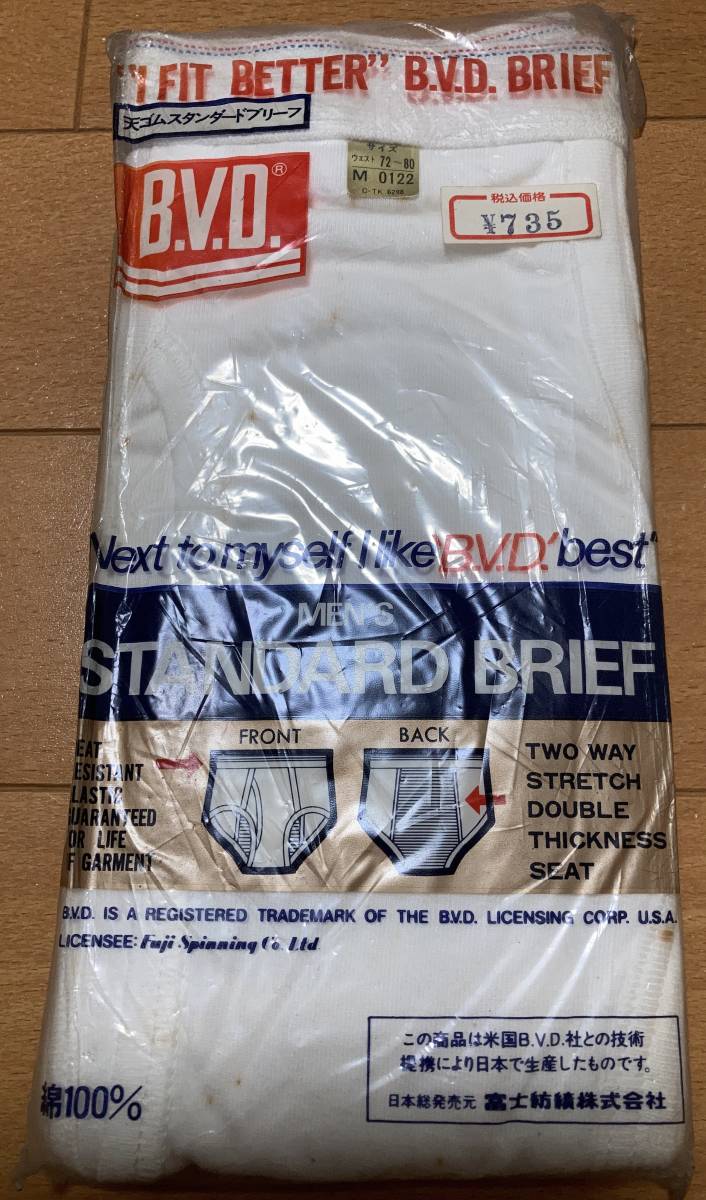 "I FIT BETTER" B.V.D. BRIEF
天ゴムスタンダードブリーフ
B.V.D.®
サイズ
ウエスト 72~80
M 0122
C-TK 6298
税込価格
¥735
Next to myself I like 'B.V.D.' best"
MEN'S
STANDARD BRIEF
EAT
ESISTANT
LASTIC
GUARANTEED
OR LIFE
F GARMENT
FRONT
BACK
TWO WAY
STRETCH
DOUBLE
THICKNESS
SEAT
B.V.D. IS A REGISTERED TRADEMARK OF THE B.V.D. LICENSING CORP. U.S.A.
LICENSEE: Fuji Spinning Co. Ltd
この商品は米国B.V.D.社との技術
提携により日本で生産したものです。
日本総発売元 富士紡績株式会社
綿100%